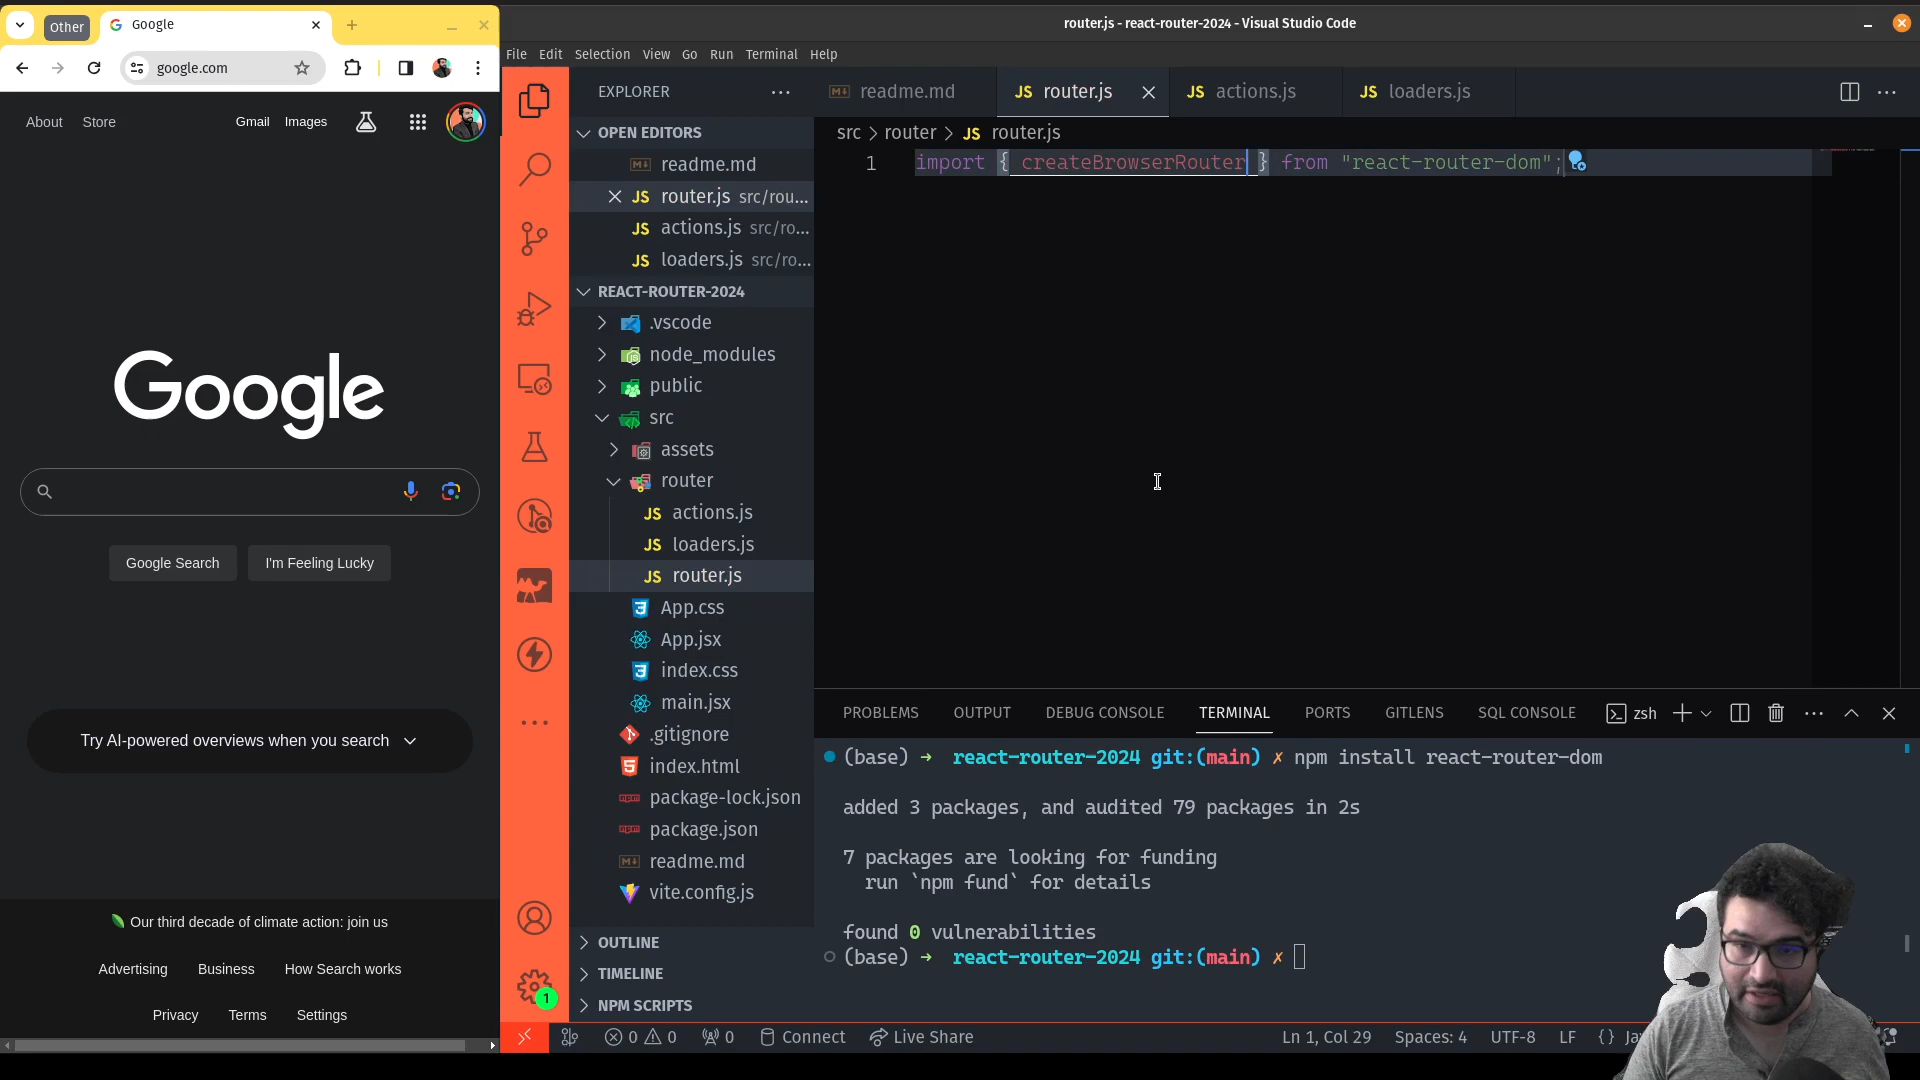 Other
Google
google.com
About
Store
Gmail
Images
Google
Google Search
I'm Feeling Lucky
Try AI-powered overviews when you search
Our third decade of climate action: join us
Advertising
Business
How Search works
Privacy
Terms
Settings
router.js - react-router-2024 - Visual Studio Code
File Edit Selection View Go Run Terminal Help
EXPLORER
OPEN EDITORS
readme.md
JS router.js src/rou...
JS actions.js src/ro...
JS loaders.js src/ro...
REACT-ROUTER-2024
.vscode
node_modules
public
src
assets
router
JS actions.js
JS loaders.js
JS router.js
App.css
App.jsx
index.css
main.jsx
.gitignore
index.html
package-lock.json
package.json
readme.md
vite.config.js
OUTLINE
TIMELINE
NPM SCRIPTS
1
readme.md
JS router.js
JS actions.js
JS loaders.js
src > router > JS router.js
1 import { createBrowserRouter } from "react-router-dom";
PROBLEMS OUTPUT DEBUG CONSOLE TERMINAL PORTS GITLENS SQL CONSOLE zsh
(base) → react-router-2024 git:(main) ✗ npm install react-router-dom
added 3 packages, and audited 79 packages in 2s
7 packages are looking for funding
run `npm fund` for details
found 0 vulnerabilities
(base) → react-router-2024 git:(main) ✗
0 0 0 Connect Live Share Ln 1, Col 29 Spaces: 4 UTF-8 LF {}